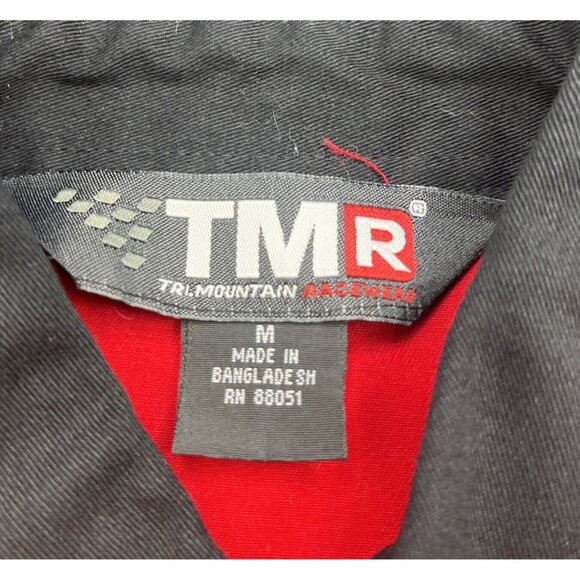 TMR®
TRI.MOUNTAIN RACEWEAR
M
MADE IN
BANGLADESH
RN 88051